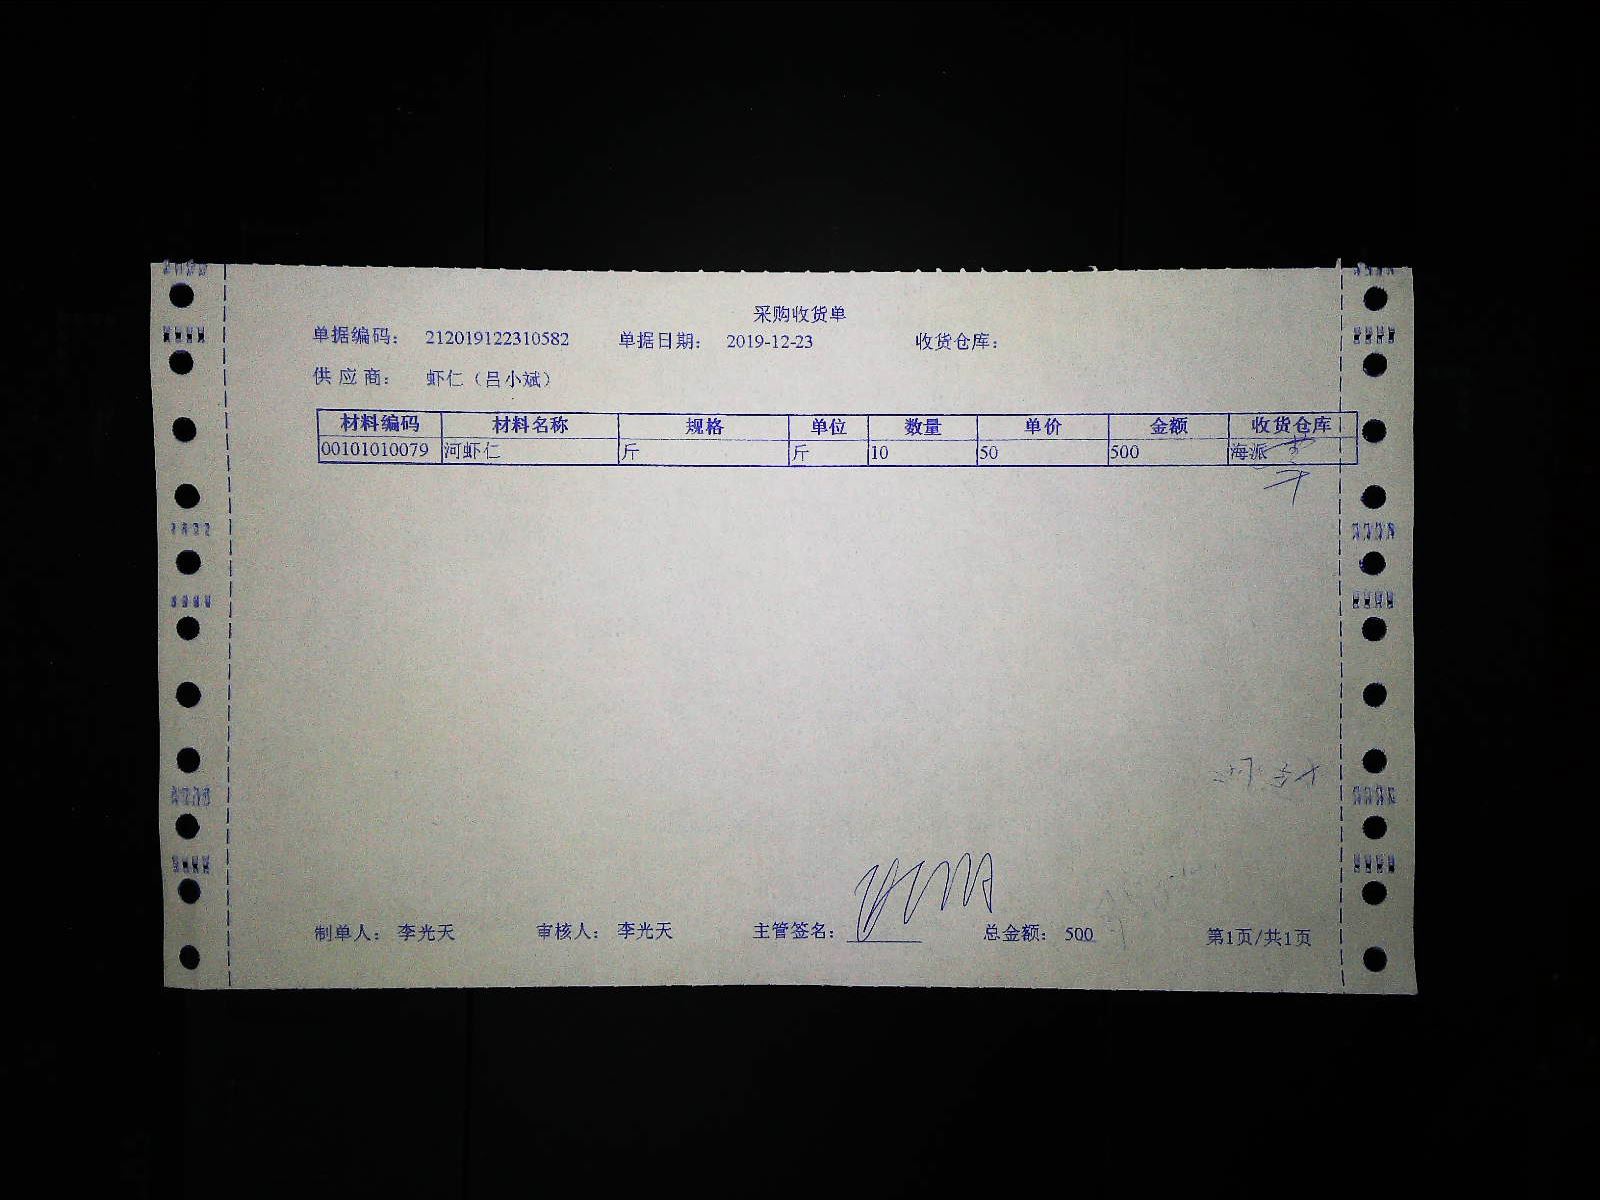 采购收货单
单据编码： 212019122310582 单据日期： 2019-12-23 收货仓库：
供 应 商： 虾仁（吕小斌）
材料编码 材料名称 规格 单位 数量 单价 金额 收货仓库
00101010079 河虾仁 斤 斤 10 50 500 海派
制单人： 李光天 审核人： 李光天 主管签名： 总金额： 500 第1页/共1页